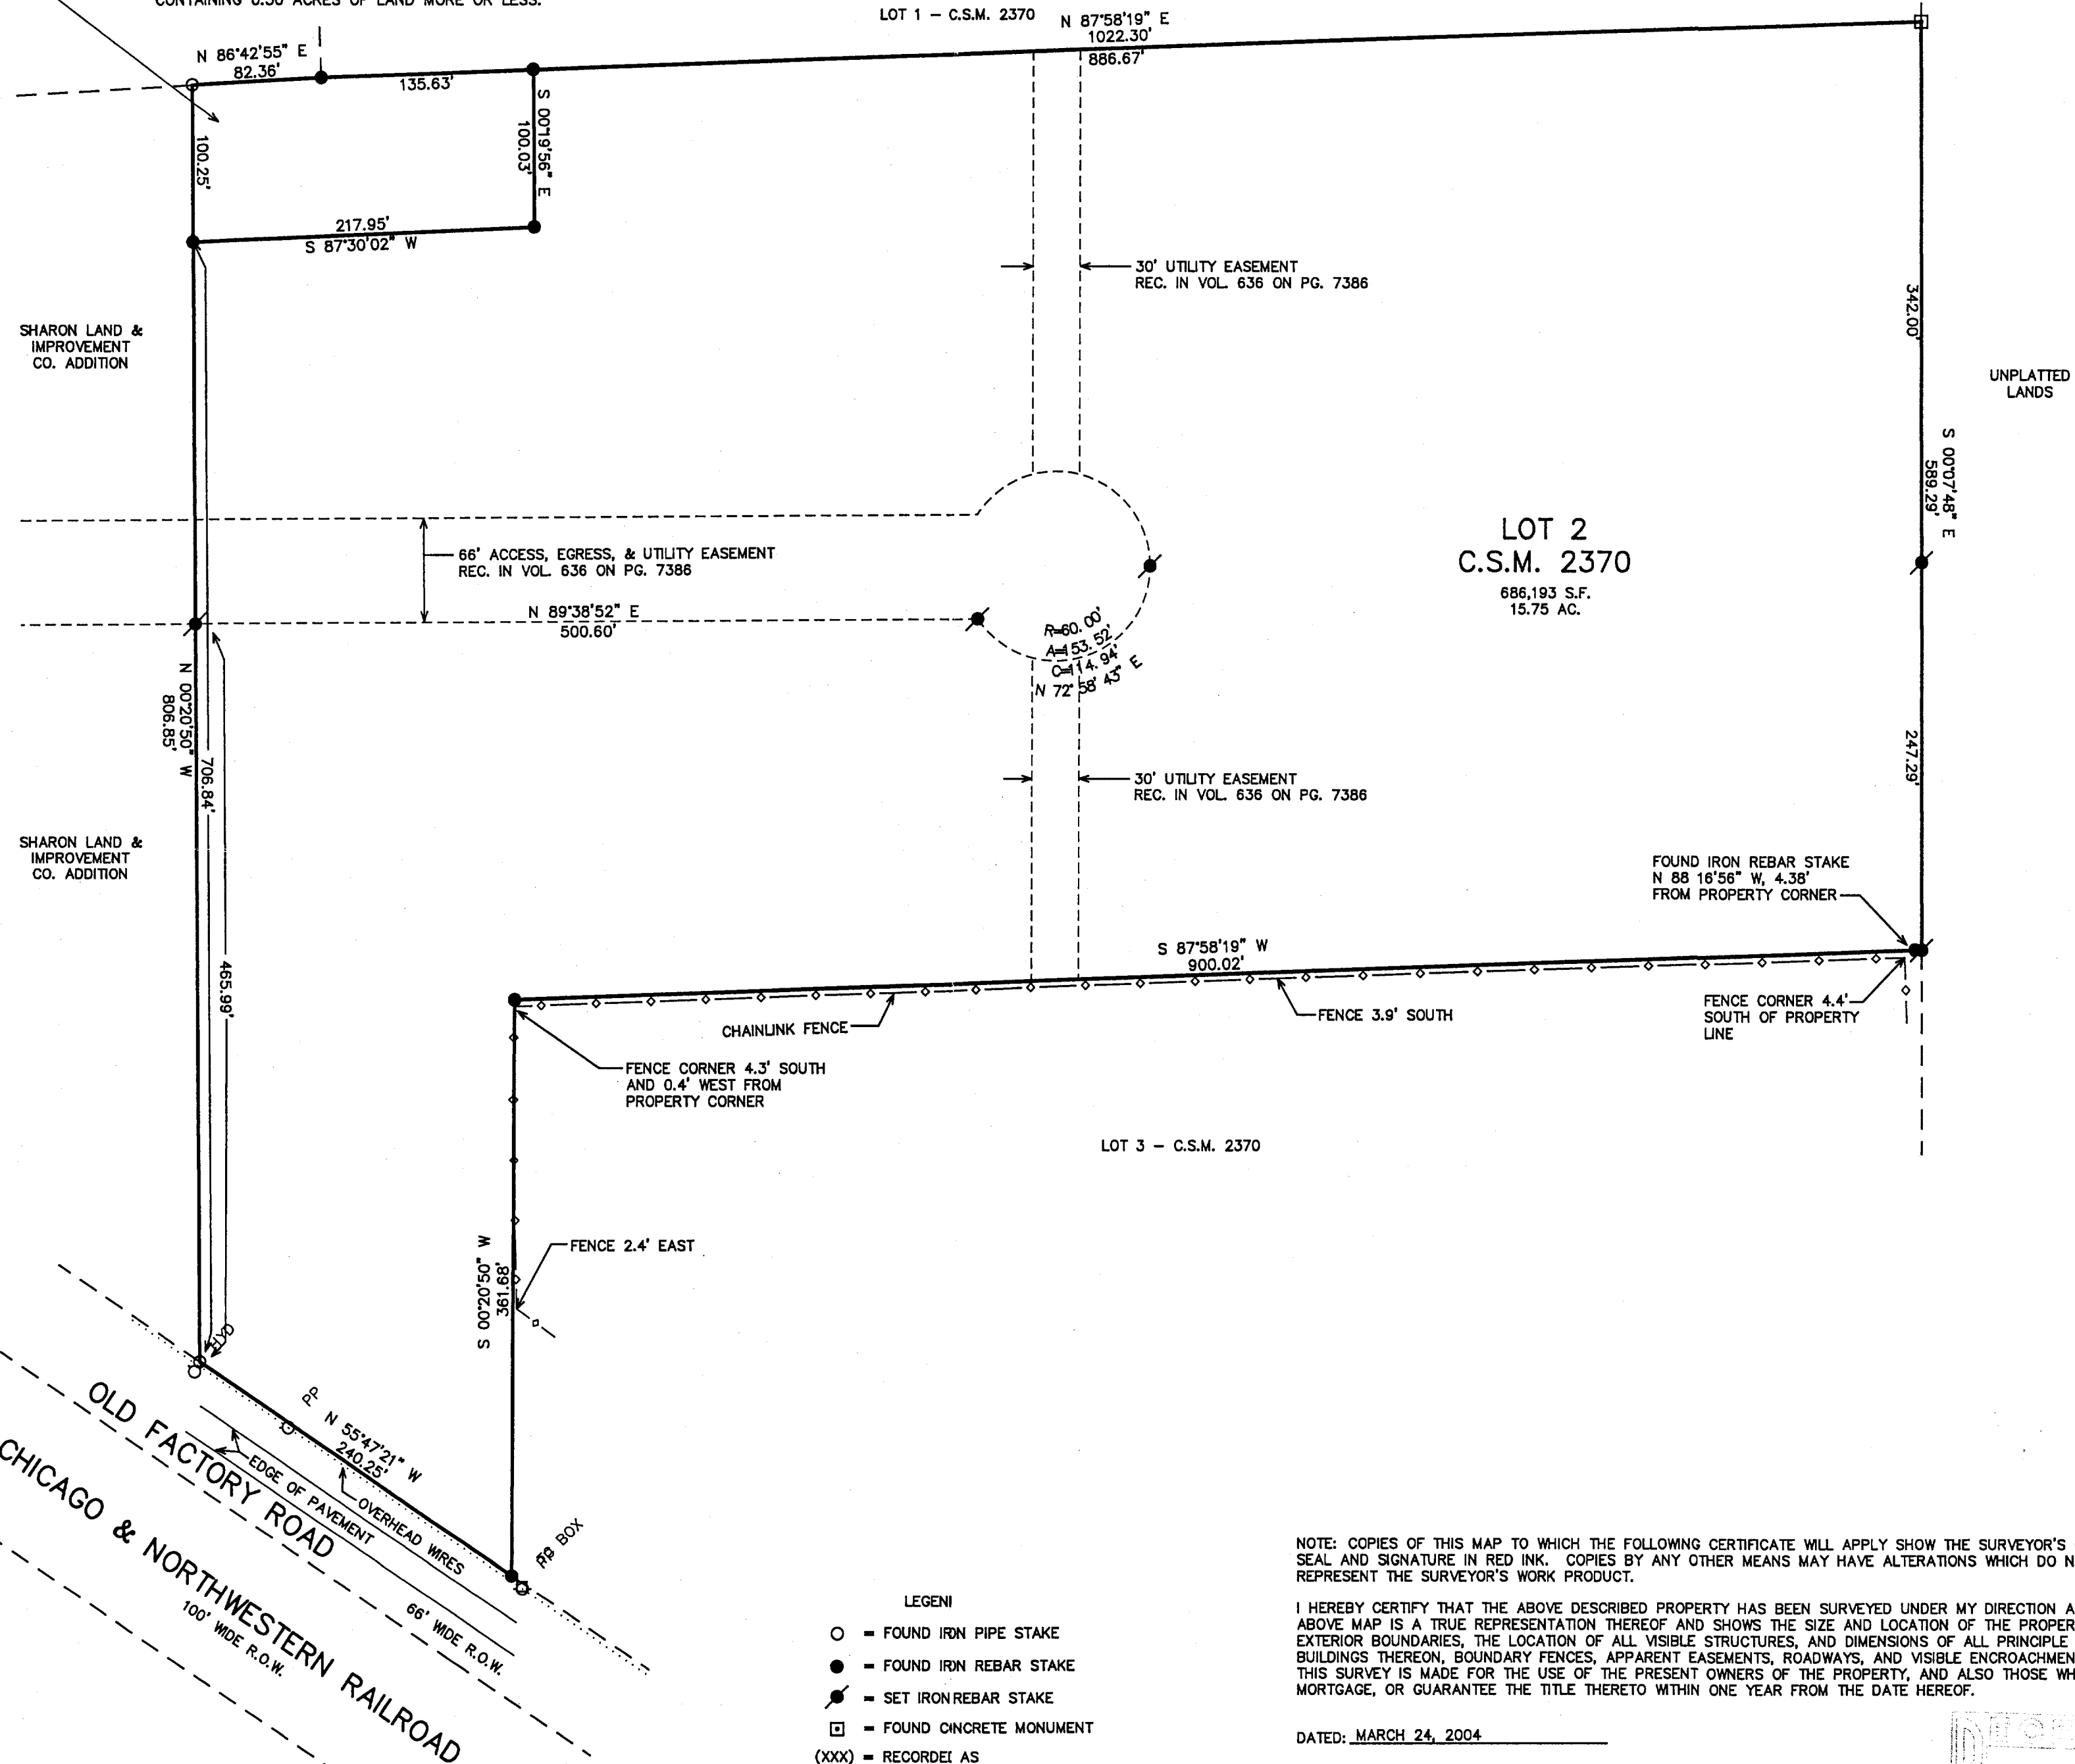 CONTAINING 0.50 ACRES OF LAND MORE OR LESS.
LOT 1 - C.S.M. 2370
N 87°58'19" E
1022.30'
886.67'
N 86°42'55" E
82.36'
135.63'
S 00°19'56" E
100.03'
100.25'
217.95'
S 87°30'02" W
30' UTILITY EASEMENT
REC. IN VOL. 636 ON PG. 7386
342.00'
SHARON LAND &
IMPROVEMENT
CO. ADDITION
UNPLATTED
LANDS
S 00°07'48" E
589.29'
LOT 2
C.S.M. 2370
686,193 S.F.
15.75 AC.
66' ACCESS, EGRESS, & UTILITY EASEMENT
REC. IN VOL. 636 ON PG. 7386
N 89°38'52" E
500.60'
R=60.00'
A=153.52'
C=114.94'
N 72°58'43" E
N 00°20'50" W
806.85'
706.84'
247.29'
30' UTILITY EASEMENT
REC. IN VOL. 636 ON PG. 7386
SHARON LAND &
IMPROVEMENT
CO. ADDITION
FOUND IRON REBAR STAKE
N 88 16'56" W, 4.38'
FROM PROPERTY CORNER
465.99'
S 87°58'19" W
900.02'
CHAINLINK FENCE
FENCE 3.9' SOUTH
FENCE CORNER 4.4'
SOUTH OF PROPERTY
LINE
FENCE CORNER 4.3' SOUTH
AND 0.4' WEST FROM
PROPERTY CORNER
LOT 3 - C.S.M. 2370
FENCE 2.4' EAST
S 00°20'50" W
361.68'
HYD
PP
N 55°47'21" W
240.25'
OLD FACTORY ROAD
EDGE OF PAVEMENT
OVERHEAD WIRES
BOX
66' WIDE R.O.W.
CHICAGO & NORTHWESTERN RAILROAD
100' WIDE R.O.W.
LEGEN
= FOUND IRON PIPE STAKE
= FOUND IRON REBAR STAKE
= SET IRON REBAR STAKE
= FOUND CONCRETE MONUMENT
(XXX) = RECORDED AS
NOTE: COPIES OF THIS MAP TO WHICH THE FOLLOWING CERTIFICATE WILL APPLY SHOW THE SURVEYOR'S
SEAL AND SIGNATURE IN RED INK. COPIES BY ANY OTHER MEANS MAY HAVE ALTERATIONS WHICH DO N
REPRESENT THE SURVEYOR'S WORK PRODUCT.
I HEREBY CERTIFY THAT THE ABOVE DESCRIBED PROPERTY HAS BEEN SURVEYED UNDER MY DIRECTION A
ABOVE MAP IS A TRUE REPRESENTATION THEREOF AND SHOWS THE SIZE AND LOCATION OF THE PROPER
EXTERIOR BOUNDARIES, THE LOCATION OF ALL VISIBLE STRUCTURES, AND DIMENSIONS OF ALL PRINCIPLE
BUILDINGS THEREON, BOUNDARY FENCES, APPARENT EASEMENTS, ROADWAYS, AND VISIBLE ENCROACHMEN
THIS SURVEY IS MADE FOR THE USE OF THE PRESENT OWNERS OF THE PROPERTY, AND ALSO THOSE WH
MORTGAGE, OR GUARANTEE THE TITLE THERETO WITHIN ONE YEAR FROM THE DATE HEREOF.
DATED: MARCH 24, 2004